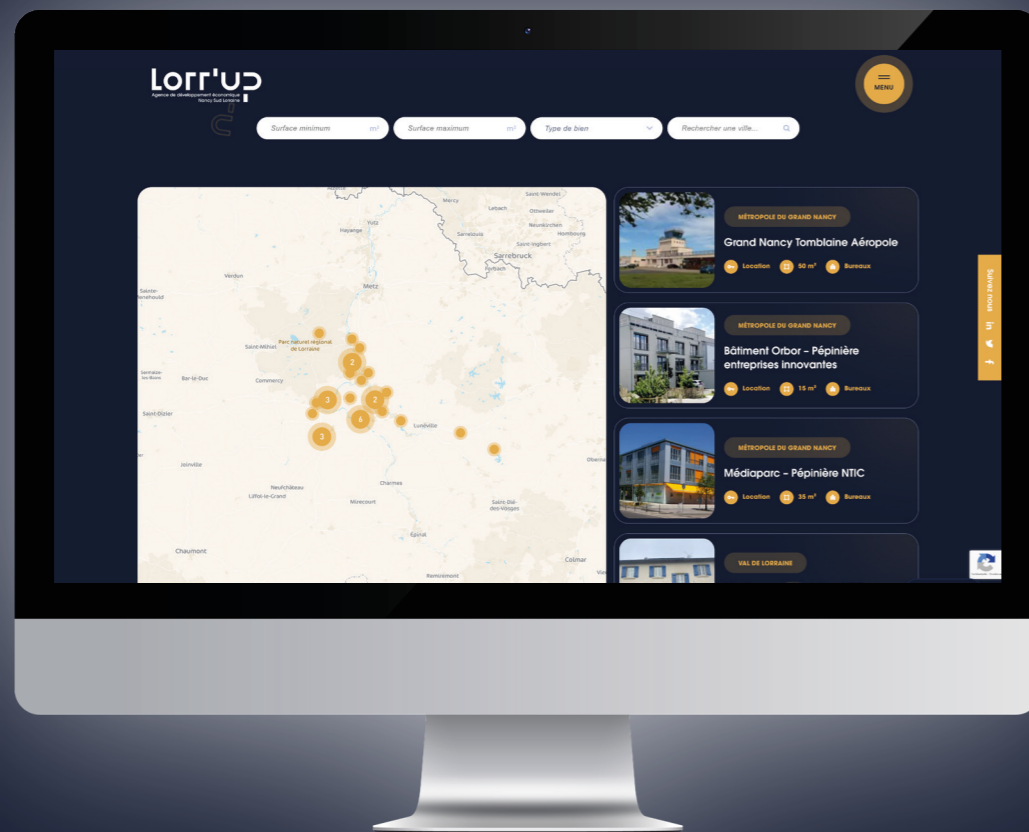 Lorr'up
Agence de développement économique
Nancy Sud Lorraine
MENU
Surface minimum m²
Surface maximum m²
Type de bien
Rechercher une ville...
Saint-Wendel
Mercy
Lebach
Ottweiler
Yutz
Neunkirchen
Hayange
Sarrelouis
Hombourg
Saint-Ingbert
Sarrebruck
Forbach
Verdun
Metz
Sainte-
Menehould
Parc naturel régional
de Lorraine
Saint-Mihiel
2
Bar-le-Duc
Commercy
3
2
Saint-Dizier
6
Lunéville
3
Joinville
Neufchâteau
Charmes
Liffol-le-Grand
Mirecourt
Saint-Dié-
des-Vosges
Épinal
Chaumont
Colmar
Remiremont
MÉTROPOLE DU GRAND NANCY
Grand Nancy Tomblaine Aéropole
Location 50 m² Bureaux
MÉTROPOLE DU GRAND NANCY
Bâtiment Orbor – Pépinière
entreprises innovantes
Location 15 m² Bureaux
MÉTROPOLE DU GRAND NANCY
Médiaparc – Pépinière NTIC
Location 35 m² Bureaux
VAL DE LORRAINE
Suivez nous